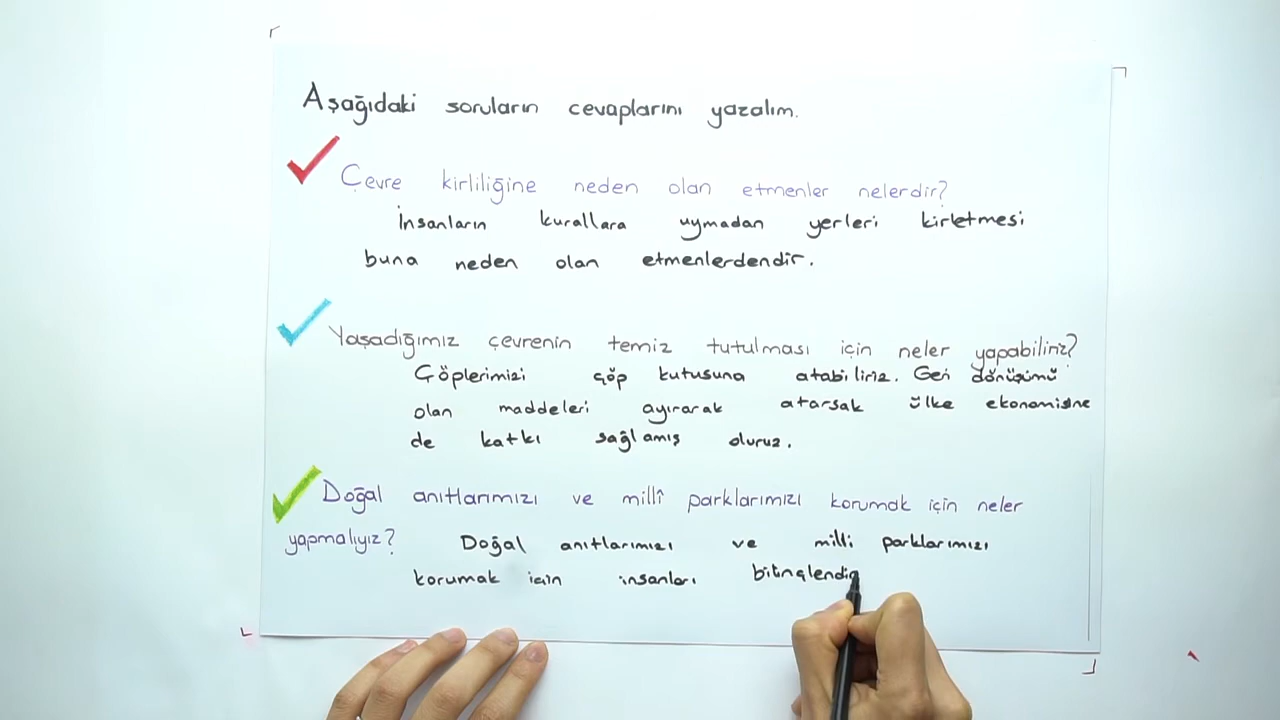 Aşağıdaki soruların cevaplarını yazalım.
Çevre kirliliğine neden olan etmenler nelerdir?
İnsanların kurallara uymadan yerleri kirletmesi
buna neden olan etmenlerdendir.
Yaşadığımız çevrenin temiz tutulması için neler yapabiliriz?
Çöplerimizi çöp kutusuna atabiliriz. Geri dönüşümü
olan maddeleri ayırarak atarsak ülke ekonomisine
de katkı sağlamış oluruz.
Doğal anıtlarımızı ve millî parklarımızı korumak için neler
yapmalıyız? Doğal anıtlarımızı ve milli parklarımızı
korumak için insanları bilinçlendi